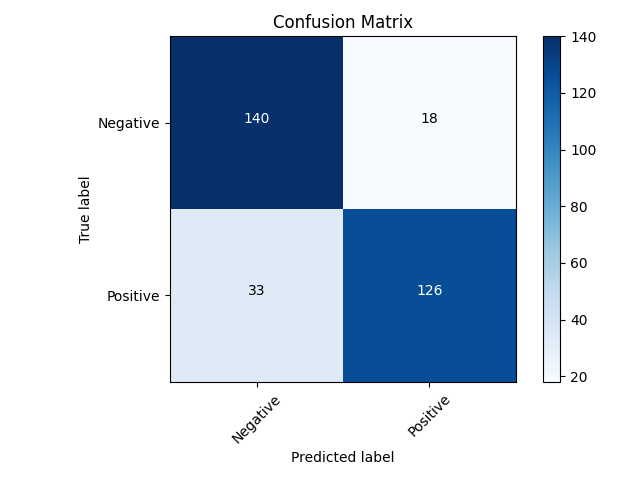 Confusion Matrix
True label
Negative
140
18
Positive
33
126
Negative
Positive
Predicted label
140
120
100
80
60
40
20